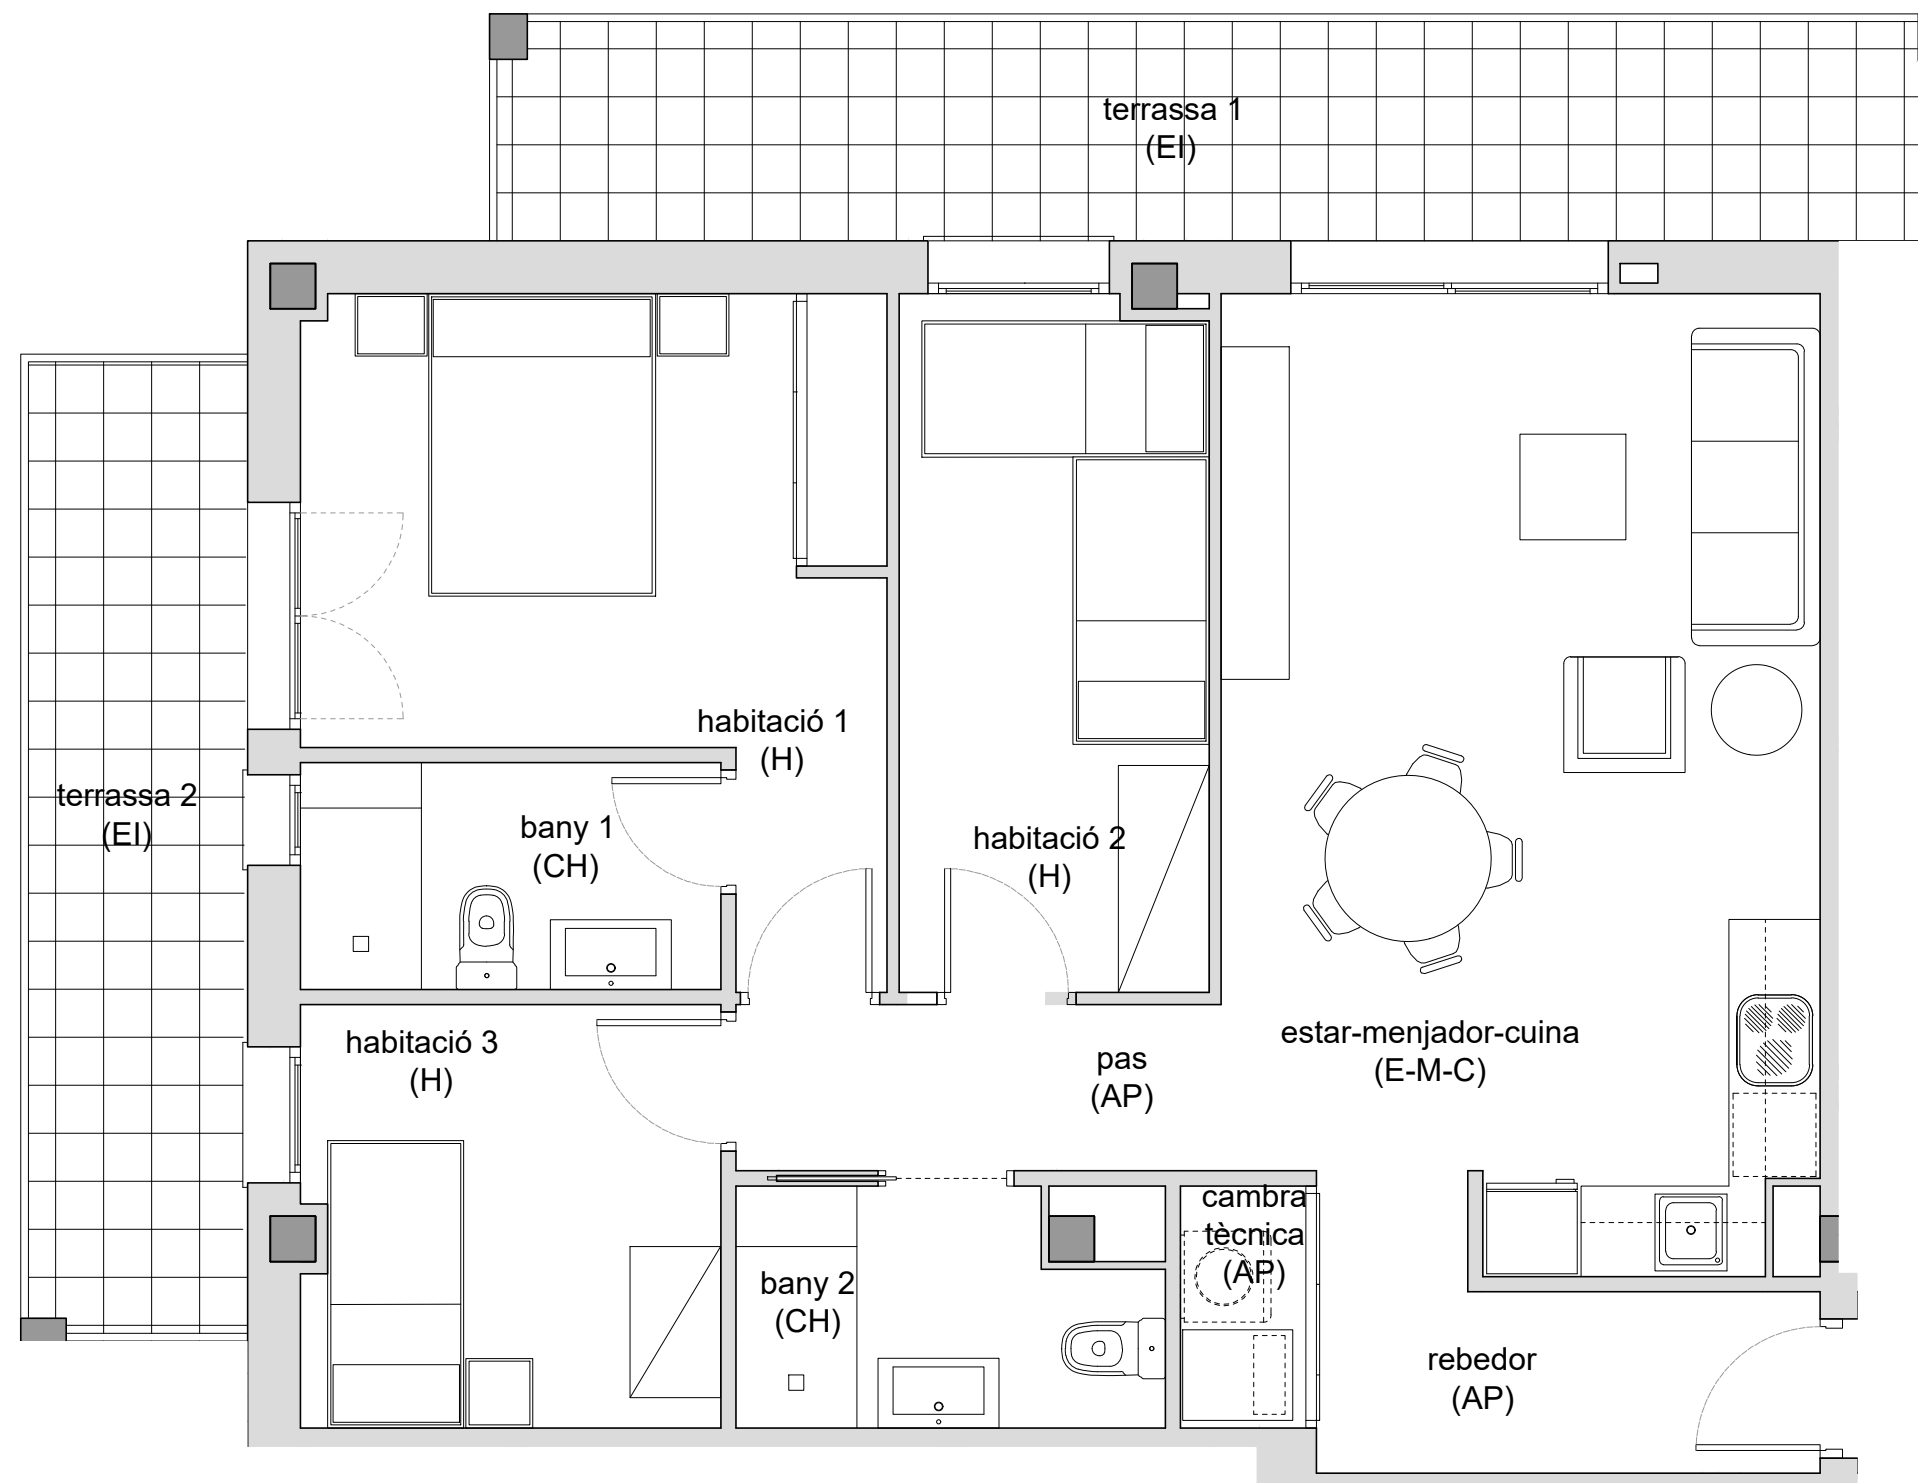 terrassa 1
(EI)
habitació 1
(H)
terrassa 2
(EI)
bany 1
(CH)
habitació 2
(H)
habitació 3
(H)
estar-menjador-cuina
(E-M-C)
pas
(AP)
cambra
tècnica
(AP)
bany 2
(CH)
rebedor
(AP)